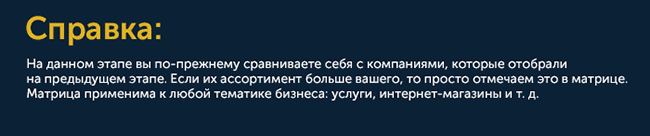 Справка:
На данном этапе вы по-прежнему сравниваете себя с компаниями, которые отобрали
на предыдущем этапе. Если их ассортимент больше вашего, то просто отмечаем это в матрице.
Матрица применима к любой тематике бизнеса: услуги, интернет-магазины и т. д.